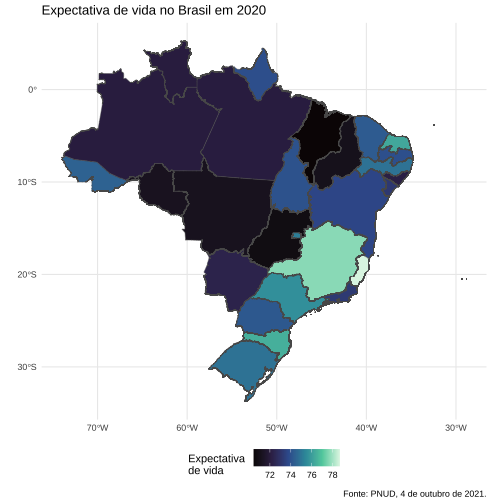 Expectativa de vida no Brasil em 2020
0°
10°S
20°S
30°S
70°W 60°W 50°W 40°W 30°W
Expectativa
de vida
72 74 76 78
Fonte: PNUD, 4 de outubro de 2021.